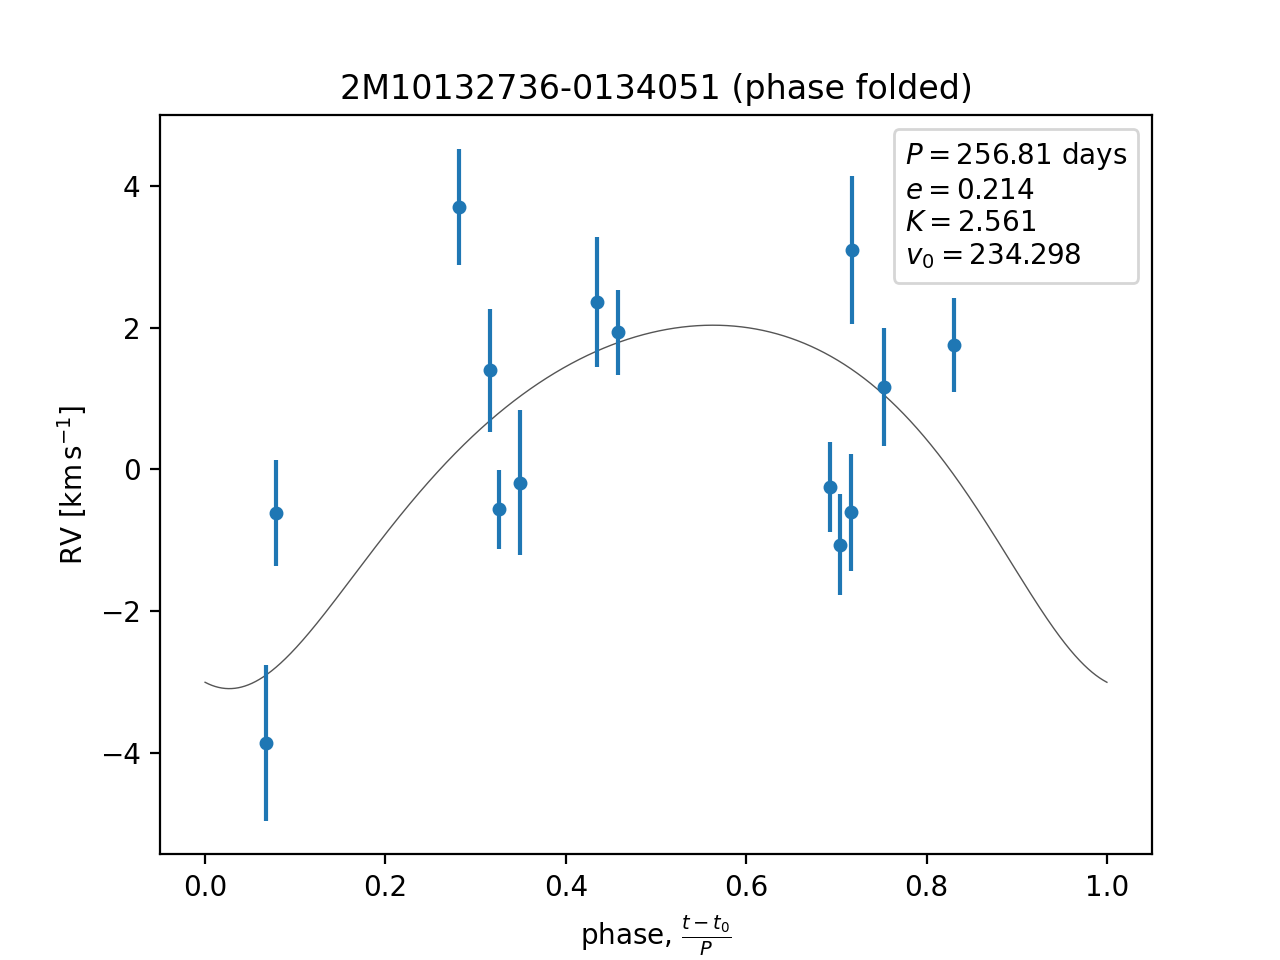 2M10132736-0134051 (phase folded)
P = 256.81 days
e = 0.214
K = 2.561
v₀ = 234.298
4
2
0
−2
−4
RV [km s⁻¹]
0.0 0.2 0.4 0.6 0.8 1.0
phase, (t − t₀)/P